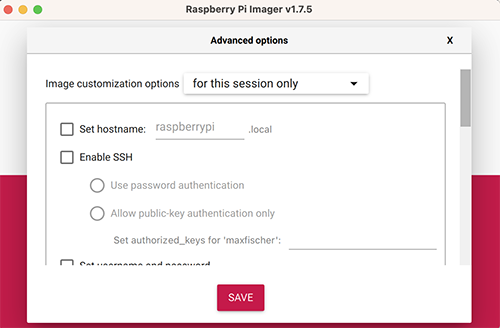 Raspberry Pi Imager v1.7.5
Advanced options X
Image customization options for this session only
Set hostname: raspberrypi .local
Enable SSH
Use password authentication
Allow public-key authentication only
Set authorized_keys for 'maxfischer':
Set username and password
SAVE